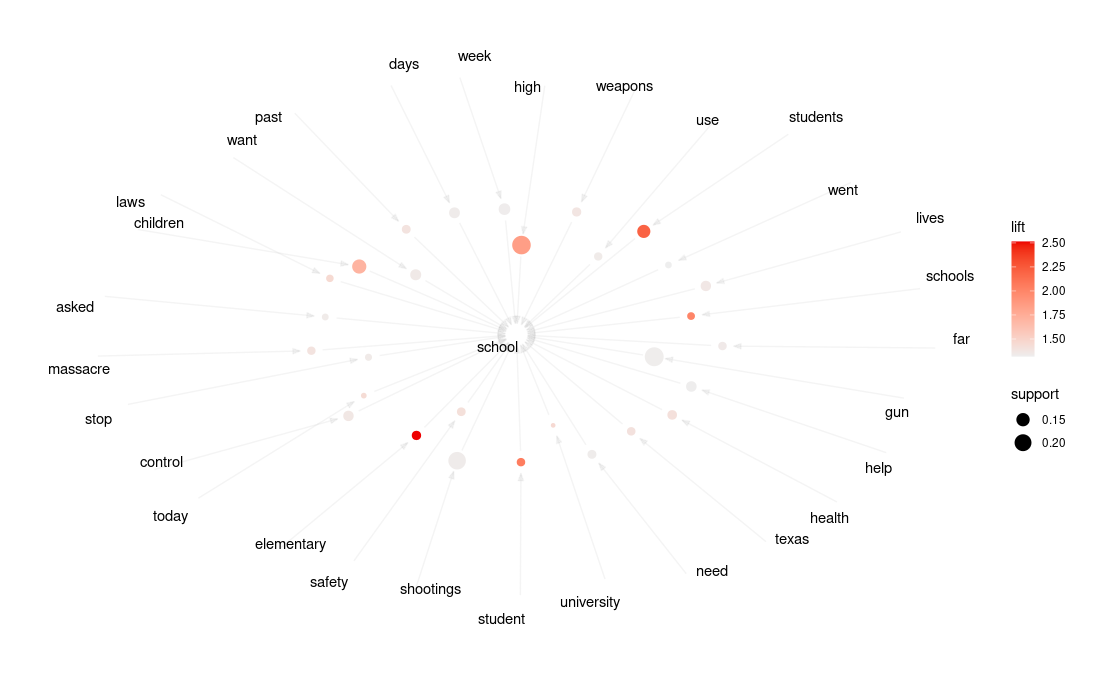 week
days
high
weapons
past
use
students
want
went
laws
lives
children
lift
2.50
2.25
schools
2.00
asked
1.75
far
1.50
school
massacre
support
stop
gun
0.15
0.20
control
help
today
health
elementary
texas
safety
need
shootings
university
student